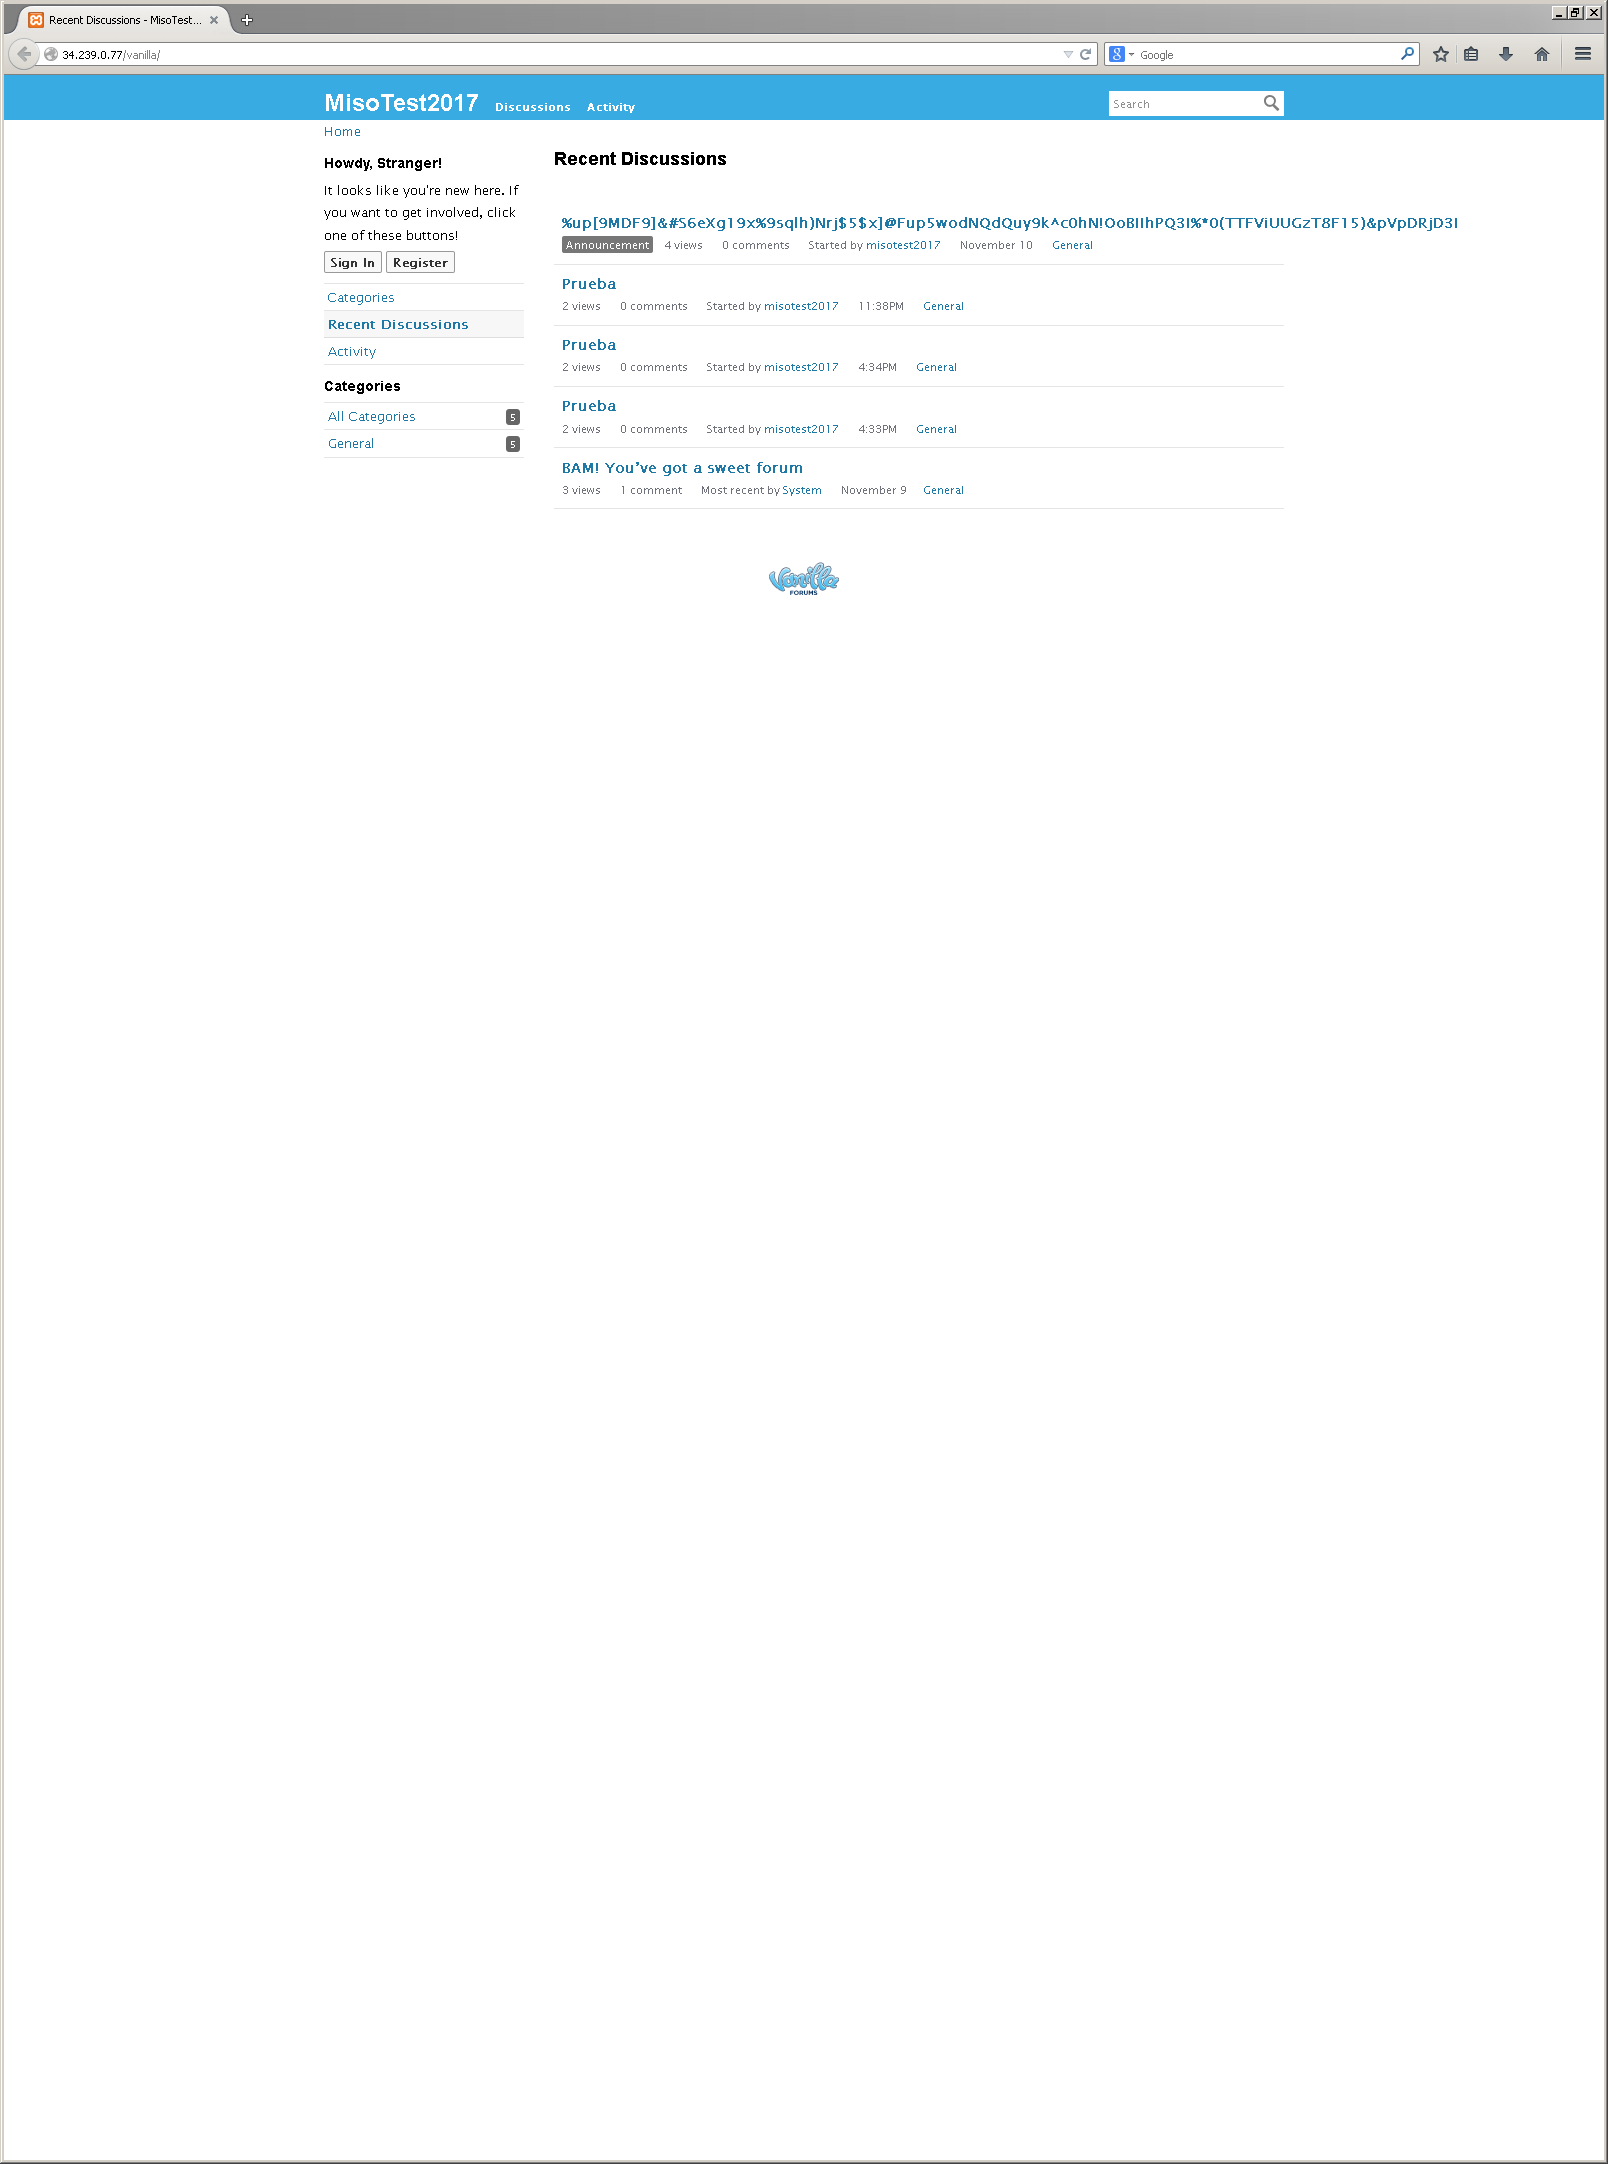 Recent Discussions - MisoTest...
34.239.0.77/vanilla/
Google
MisoTest2017 Discussions Activity
Search
Home
Howdy, Stranger!
It looks like you're new here. If
you want to get involved, click
one of these buttons!
Sign In Register
Categories
Recent Discussions
Activity
Categories
All Categories 5
General 5
Recent Discussions
%up[9MDF9]&#S6eXg19x%9sqlh)Nrj$5$x]@Fup5wodNQdQuy9k^c0hN!OoBIIhPQ3I%*0(TTFViUUGzT8F15)&pVpDRjD3I
Announcement 4 views 0 comments Started by misotest2017 November 10 General
Prueba
2 views 0 comments Started by misotest2017 11:38PM General
Prueba
2 views 0 comments Started by misotest2017 4:34PM General
Prueba
2 views 0 comments Started by misotest2017 4:33PM General
BAM! You’ve got a sweet forum
3 views 1 comment Most recent by System November 9 General
Vanilla
FORUMS